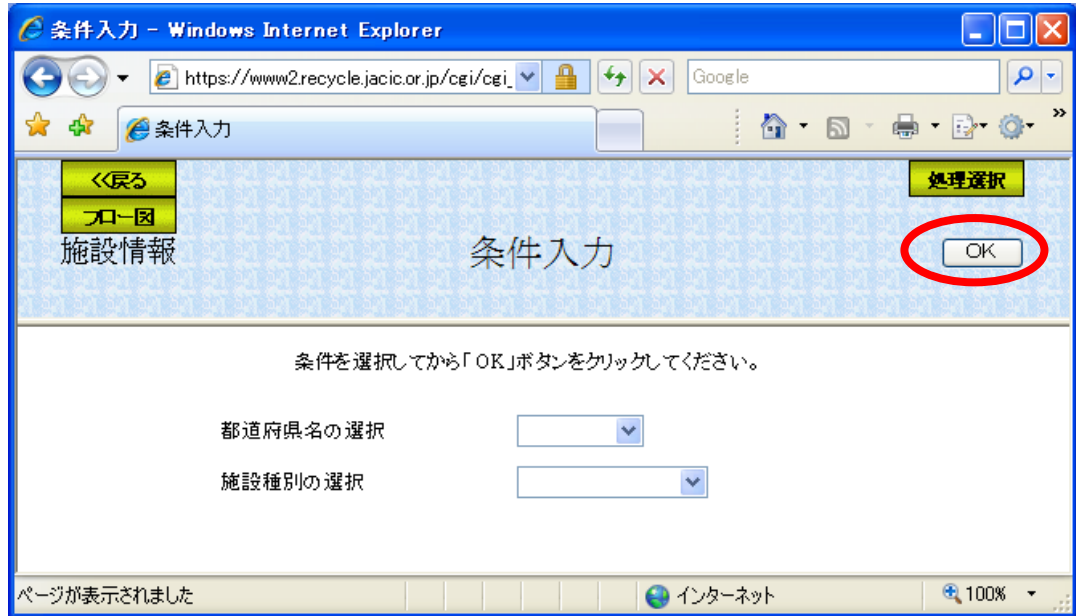 条件入力 - Windows Internet Explorer
https://www2.recycle.jacic.or.jp/cgi/cgi_
Google
条件入力
<<戻る
処理選択
フロー図
施設情報
条件入力
OK
条件を選択してから「OK」ボタンをクリックしてください。
都道府県名の選択
施設種別の選択
ページが表示されました
インターネット
100%